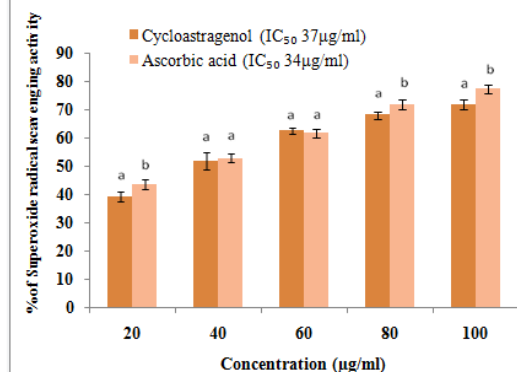 Cycloastragenol (IC₅₀ 37µg/ml)
Ascorbic acid (IC₅₀ 34µg/ml)
%of Superoxide radical scavenging activity
90
80
70
60
50
40
30
20
10
0
a b
a a
a a
a b
a b
20 40 60 80 100
Concentration (µg/ml)